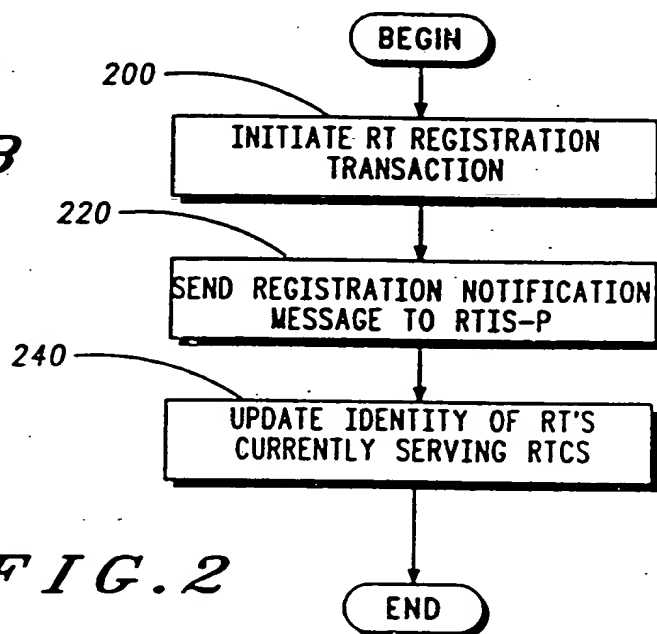 BEGIN
200
INITIATE RT REGISTRATION
TRANSACTION
220
SEND REGISTRATION NOTIFICATION
MESSAGE TO RTIS-P
240
UPDATE IDENTITY OF RT'S
CURRENTLY SERVING RTCS
FIG.2
END